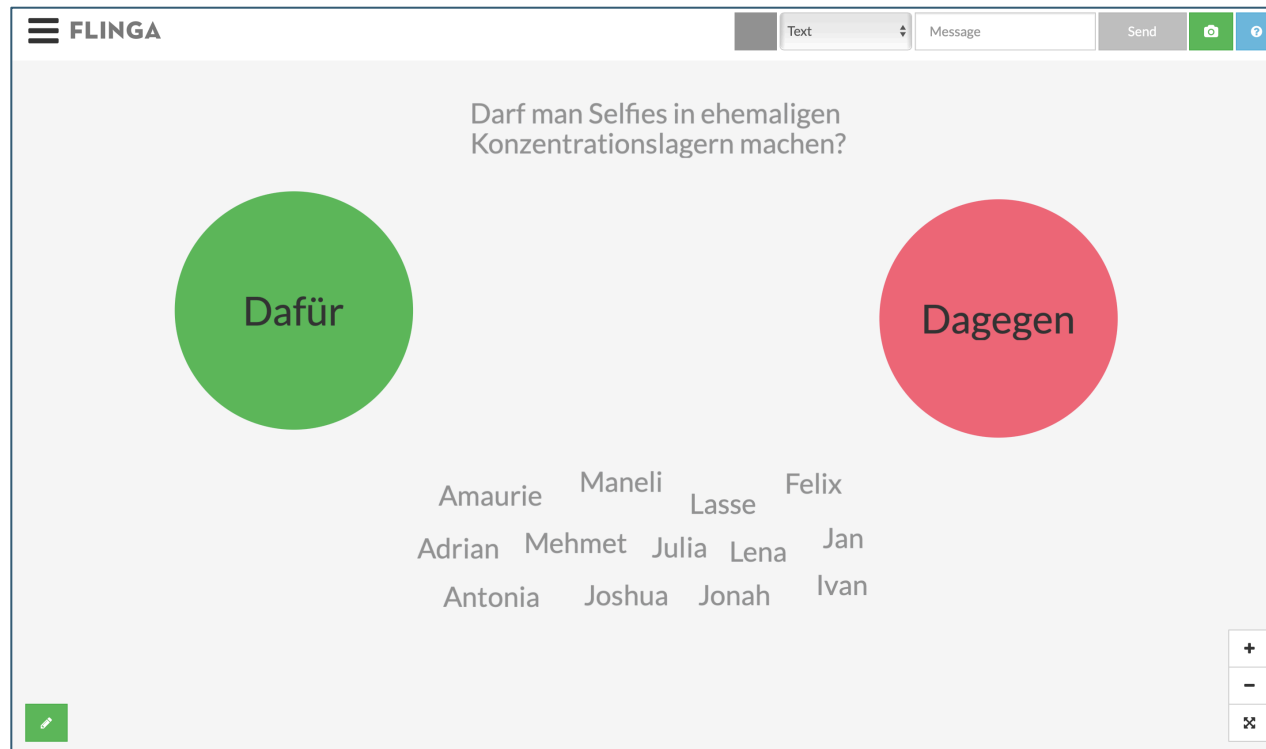 FLINGA
Text
Message
Send
Darf man Selfies in ehemaligen
Konzentrationslagern machen?
Dafür
Dagegen
Amaurie
Maneli
Lasse
Felix
Adrian
Mehmet
Julia
Lena
Jan
Antonia
Joshua
Jonah
Ivan